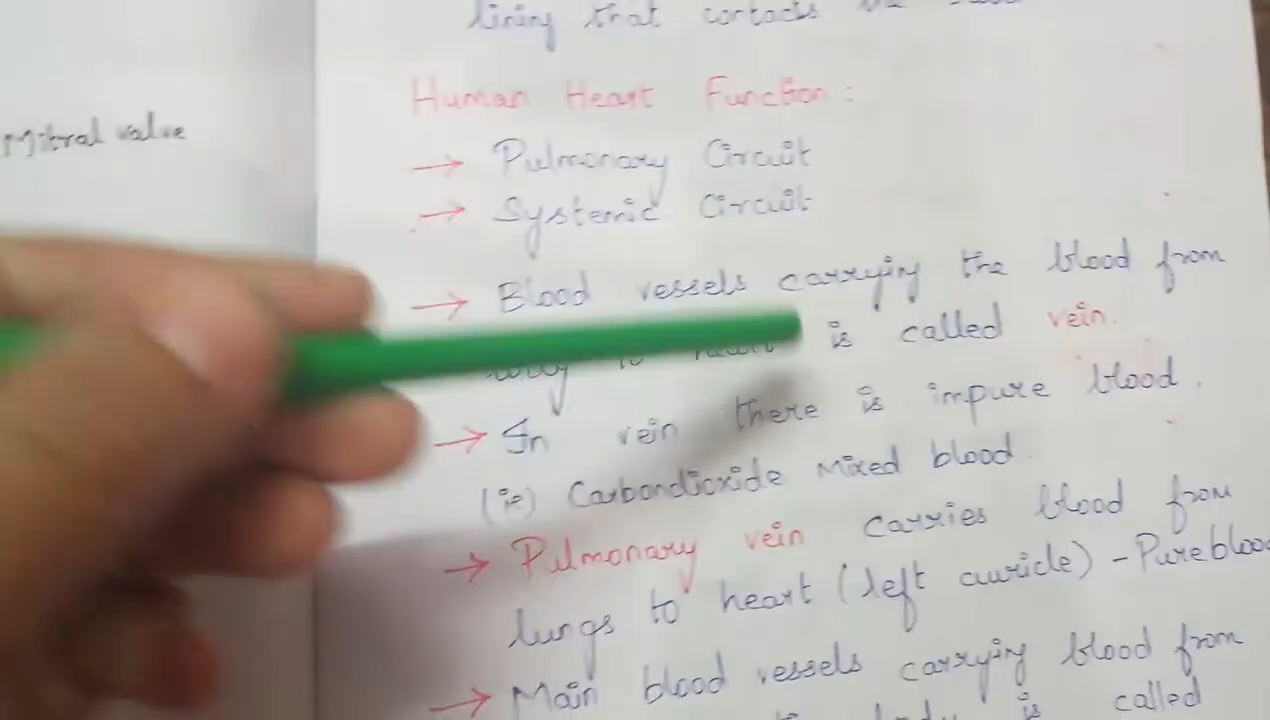 lining that contacts the
Mitral valve
Human Heart Function :
→ Pulmonary Circuit
→ Systemic Circuit
→ Blood vessels carrying the blood from
is called vein.
→ In vein there is impure blood.
(ie) Carbondioxide Mixed blood.
→ Pulmonary vein carries blood from
lungs to heart (left auricle) - Pureblood
→ Main blood vessels carrying blood from
is called